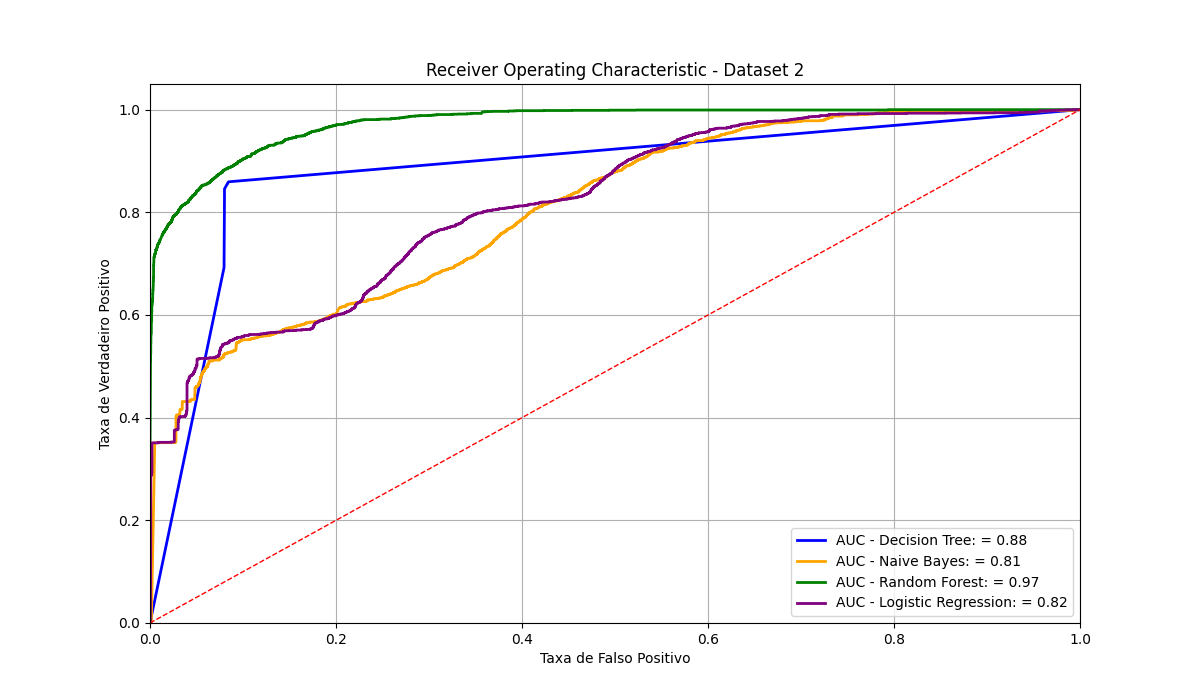 Receiver Operating Characteristic - Dataset 2
1.0
0.8
0.6
0.4
0.2
0.0
Taxa de Verdadeiro Positivo
AUC - Decision Tree: = 0.88
AUC - Naive Bayes: = 0.81
AUC - Random Forest: = 0.97
AUC - Logistic Regression: = 0.82
0.0 0.2 0.4 0.6 0.8 1.0
Taxa de Falso Positivo